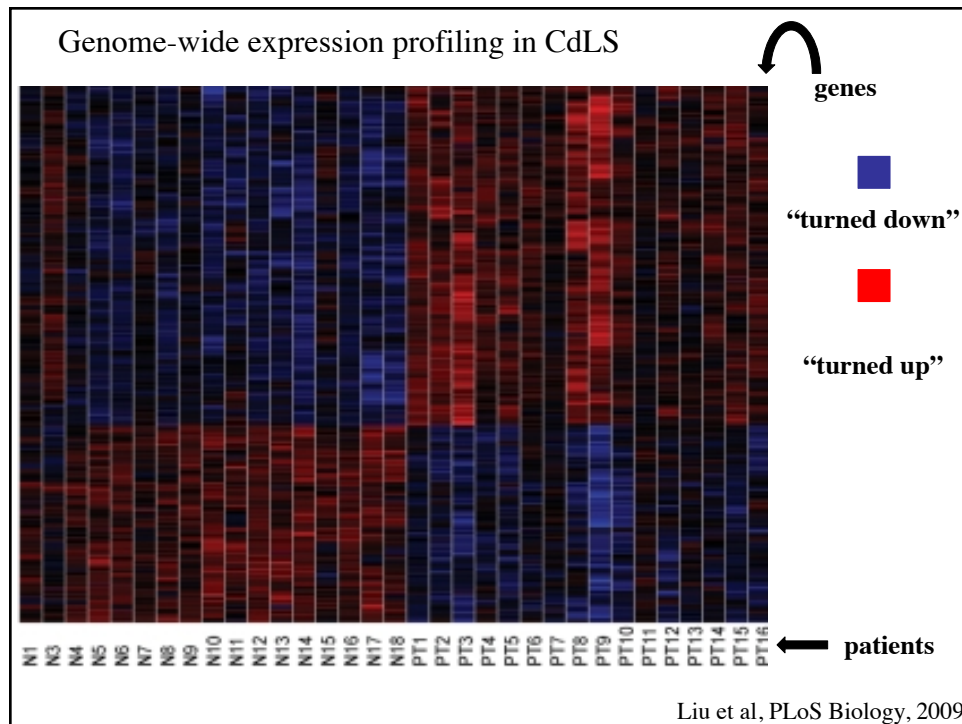 Genome-wide expression profiling in CdLS
genes
“turned down”
“turned up”
N1 N3 N4 N5 N6 N7 N8 N9 N10 N11 N12 N13 N14 N15 N16 N17 N18 PT1 PT2 PT3 PT4 PT5 PT6 PT7 PT8 PT9 PT10 PT11 PT12 PT13 PT14 PT15 PT16
patients
Liu et al, PLoS Biology, 2009